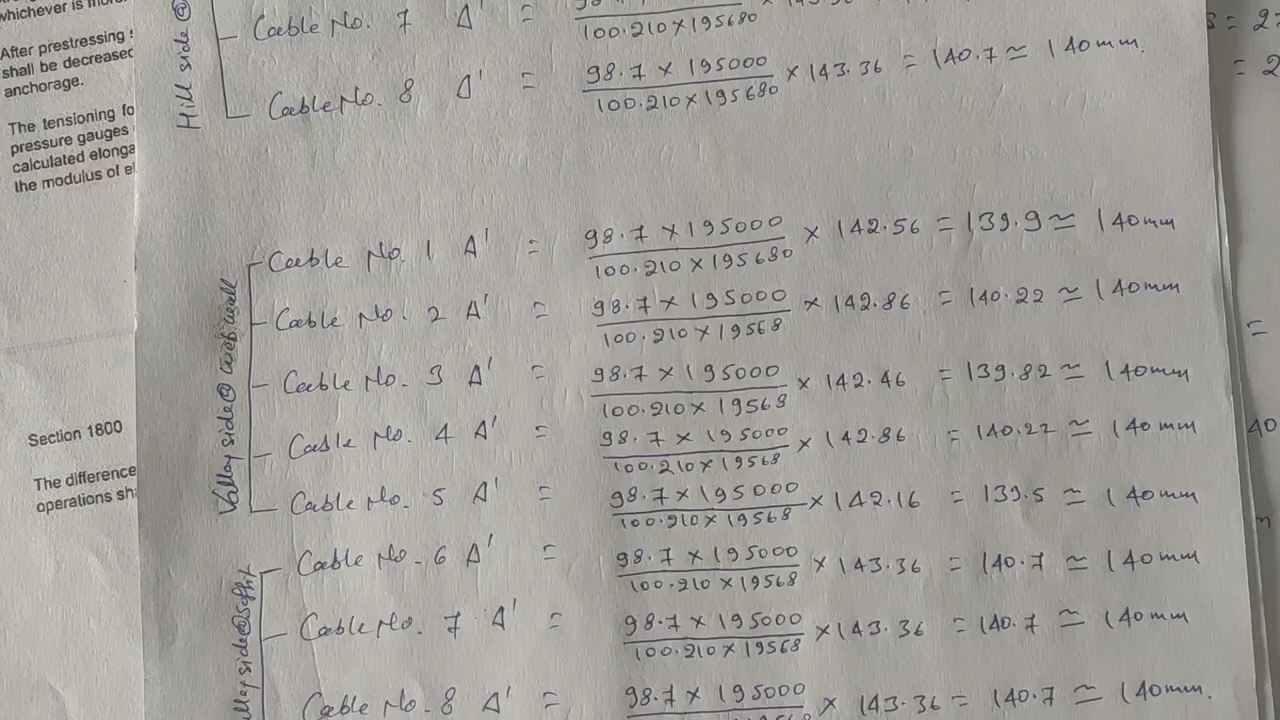 whichever is
After prestressing
shall be decreased
anchorage.
The tensioning fo
pressure gauges
calculated elonga
the modulus of el
Section 1800
The difference
operations sh
Hill side @
Cable No. 7 Δ' = 100.210 x 195680
Cable No. 8 Δ' = 98.7 x 195000 / 100.210 x 195680 x 143.36 = 140.7 ≃ 140mm.
Valley side @ web wall
Cable No. 1 Δ' = 98.7 x 195000 / 100.210 x 195680 x 142.56 = 139.9 ≃ 140mm
Cable No. 2 Δ' = 98.7 x 195000 / 100.210 x 19568 x 142.86 = 140.22 ≃ 140mm
Cable No. 3 Δ' = 98.7 x 195000 / 100.210 x 19568 x 142.46 = 139.82 ≃ 140mm
Cable No. 4 Δ' = 98.7 x 195000 / 100.210 x 19568 x 142.86 = 140.22 ≃ 140mm
Cable No. 5 Δ' = 98.7 x 195000 / 100.210 x 19568 x 142.16 = 139.5 ≃ 140mm
alley side @ soffit
Cable No. 6 Δ' = 98.7 x 195000 / 100.210 x 19568 x 143.36 = 140.7 ≃ 140mm
Cable No. 7 Δ' = 98.7 x 195000 / 100.210 x 19568 x 143.36 = 140.7 ≃ 140mm
Cable No. 8 Δ' = 98.7 x 195000 x 143.36 = 140.7 ≃ 140mm.
= 2
= 2
=
40